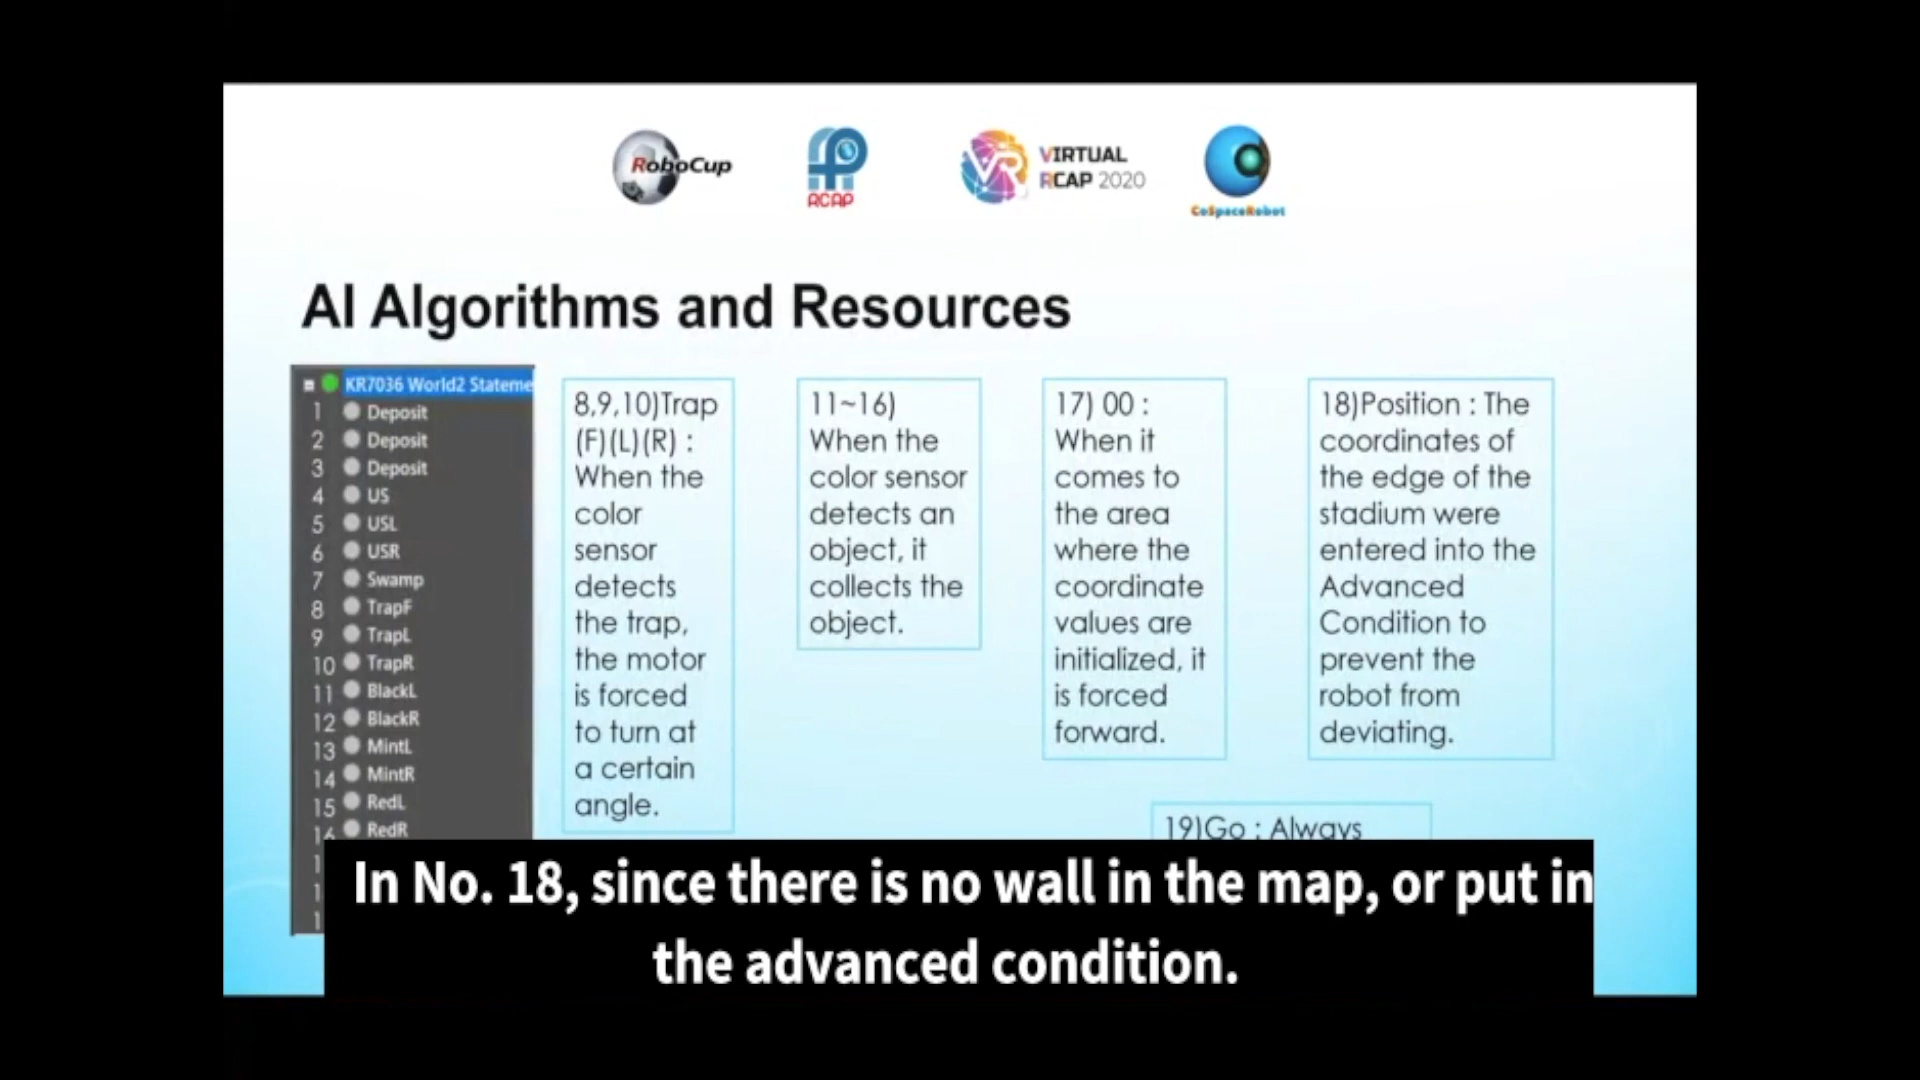 RoboCup
RCAP
VR
VIRTUAL
RCAP 2020
CoSpaceRobot
AI Algorithms and Resources
KR7036 World2 Stateme
1 Deposit
2 Deposit
3 Deposit
4 US
5 USL
6 USR
7 Swamp
8 TrapF
9 TrapL
10 TrapR
11 BlackL
12 BlackR
13 MintL
14 MintR
15 RedL
16 RedR
8,9,10)Trap
(F)(L)(R) :
When the
color
sensor
detects
the trap,
the motor
is forced
to turn at
a certain
angle.
11~16)
When the
color sensor
detects an
object, it
collects the
object.
17) 00 :
When it
comes to
the area
where the
coordinate
values are
initialized, it
is forced
forward.
18)Position : The
coordinates of
the edge of the
stadium were
entered into the
Advanced
Condition to
prevent the
robot from
deviating.
19)Go : Always
In No. 18, since there is no wall in the map, or put in
the advanced condition.